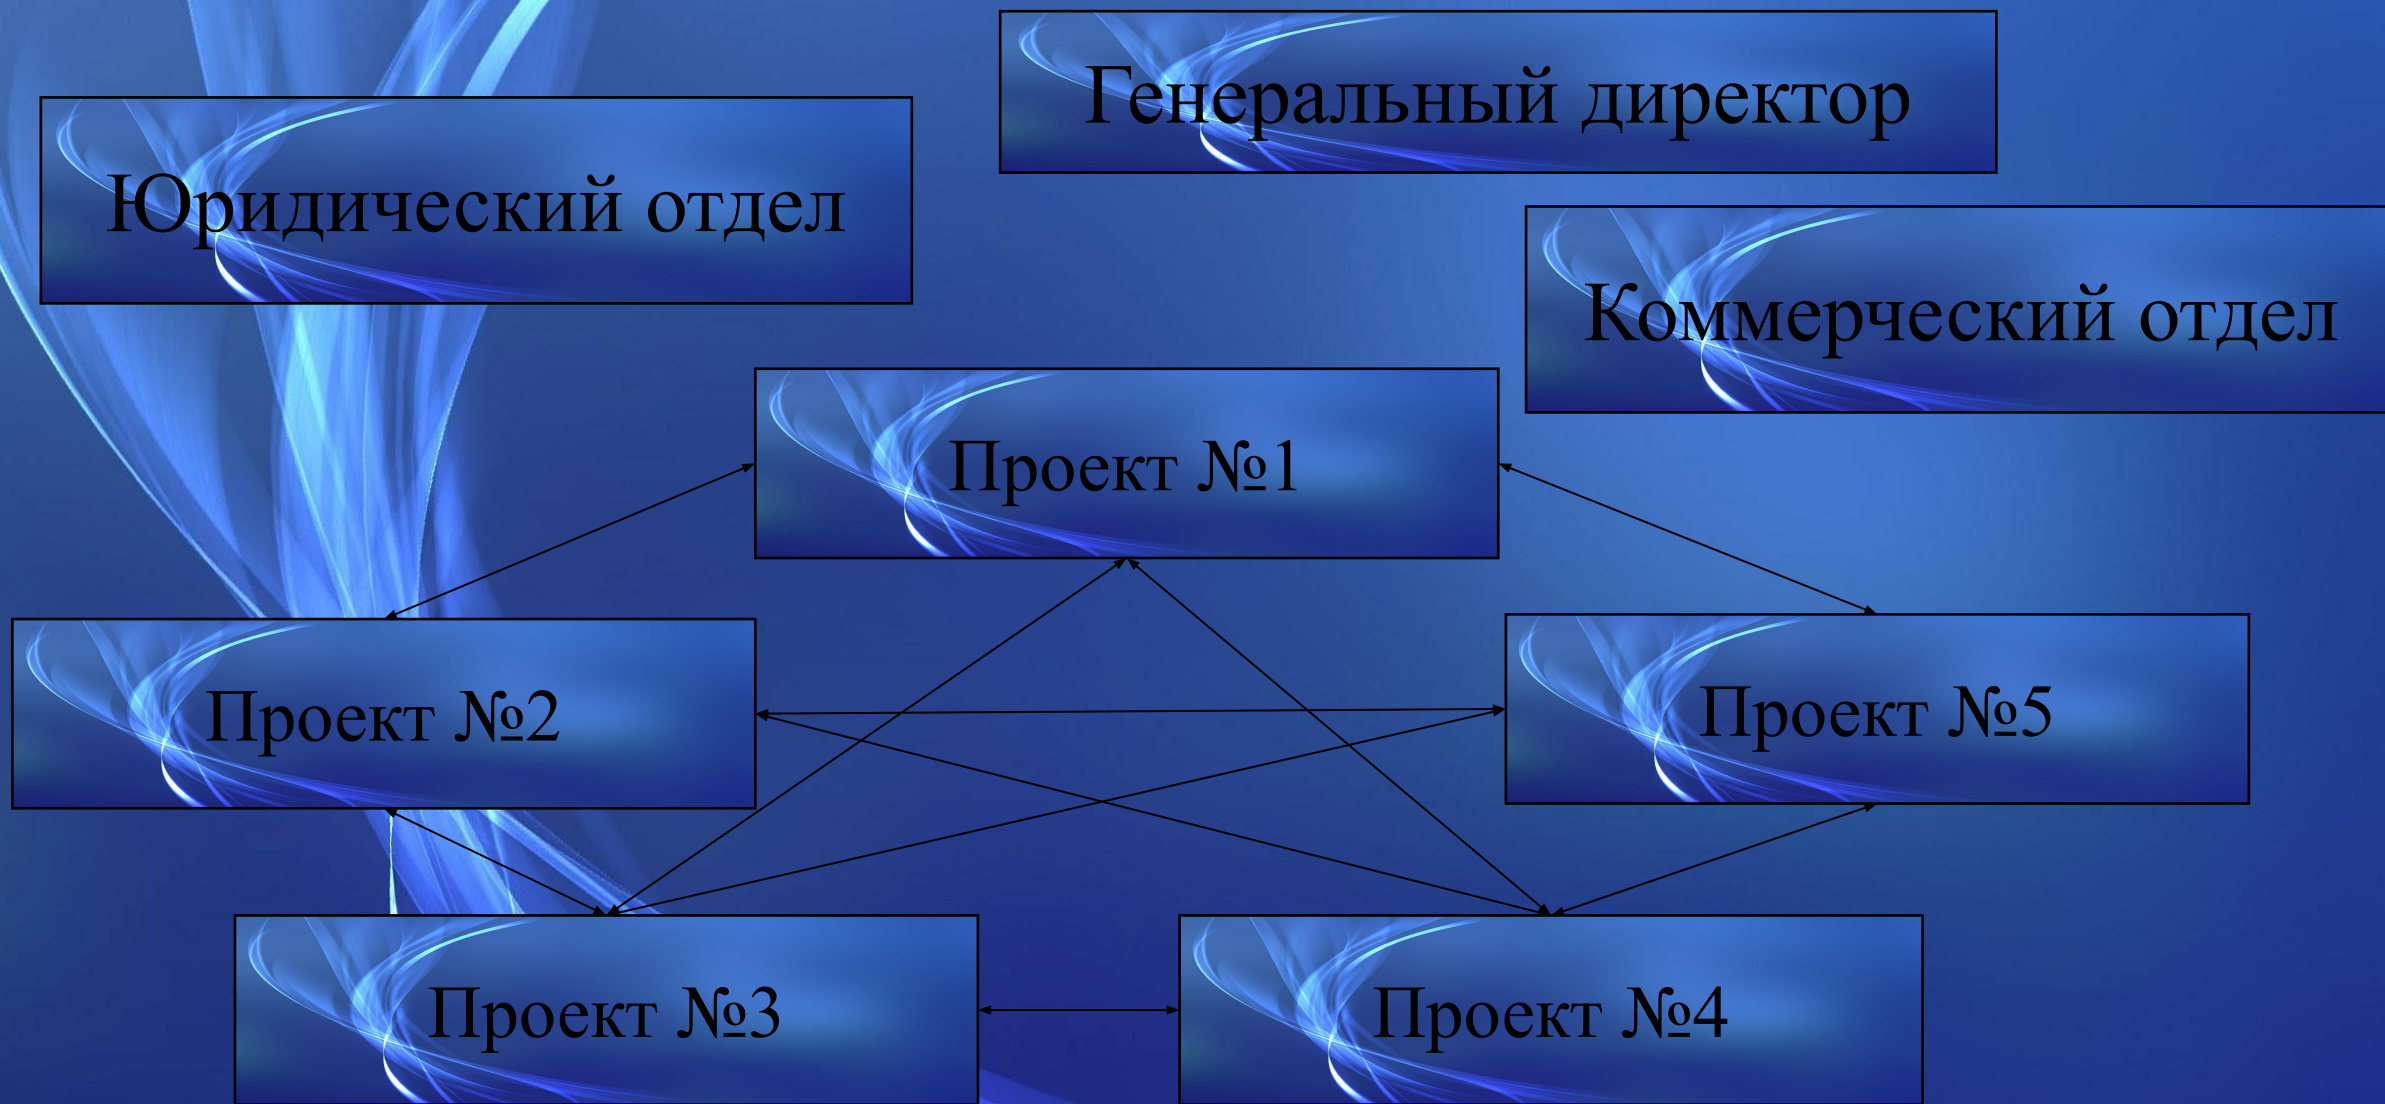 Генеральный директор
Юридический отдел
Коммерческий отдел
Проект №1
Проект №2
Проект №5
Проект №3
Проект №4